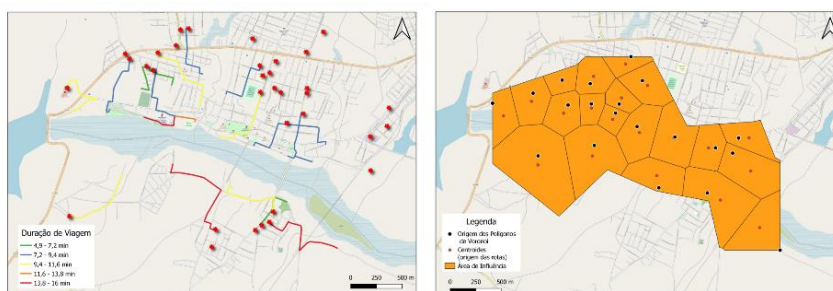 Duração de Viagem
4,9 - 7,2 min
7,2 - 9,4 min
9,4 - 11,6 min
11,6 - 13,8 min
13,8 - 16 min
0 250 500 m
Legenda
Origem dos Polígonos
de Voronoi
Centroides
(origem das rotas)
Área de Influência
0 250 500 m